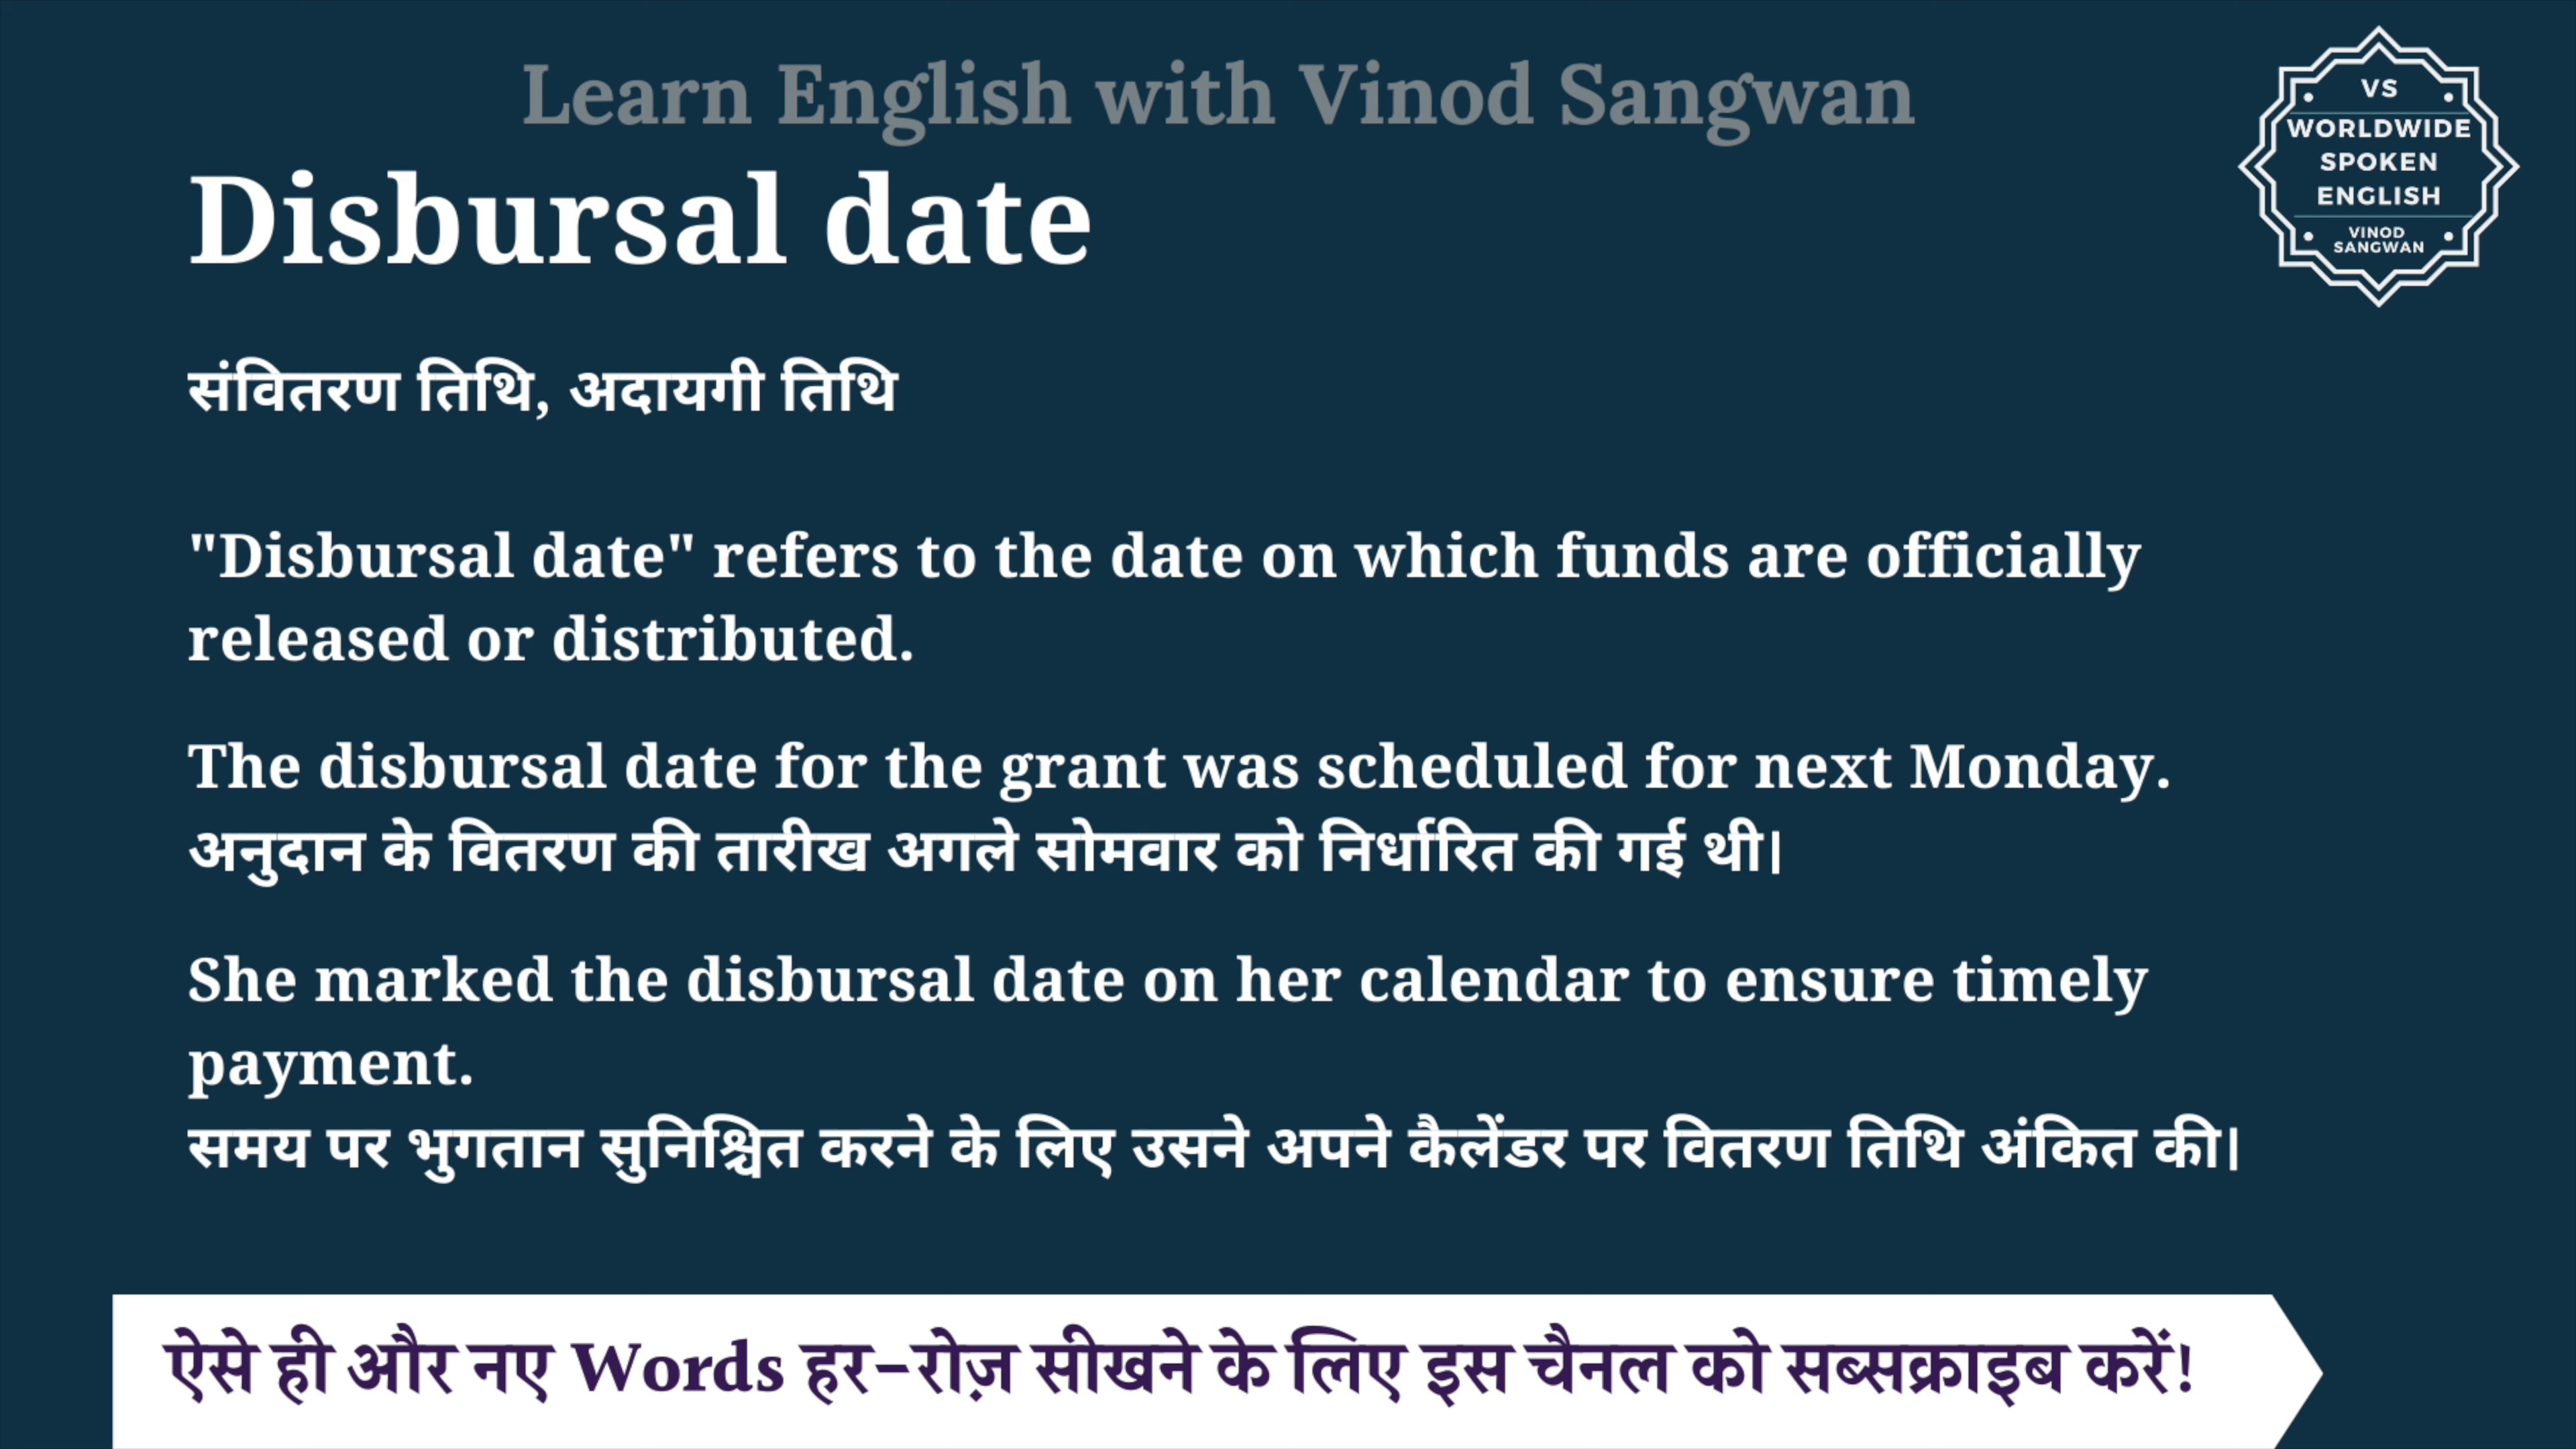 Learn English with Vinod Sangwan
VS
WORLDWIDE
SPOKEN
ENGLISH
VINOD
SANGWAN
Disbursal date
संवितरण तिथि, अदायगी तिथि
"Disbursal date" refers to the date on which funds are officially
released or distributed.
The disbursal date for the grant was scheduled for next Monday.
अनुदान के वितरण की तारीख अगले सोमवार को निर्धारित की गई थी।
She marked the disbursal date on her calendar to ensure timely
payment.
समय पर भुगतान सुनिश्चित करने के लिए उसने अपने कैलेंडर पर वितरण तिथि अंकित की।
ऐसे ही और नए Words हर-रोज़ सीखने के लिए इस चैनल को सब्सक्राइब करें!